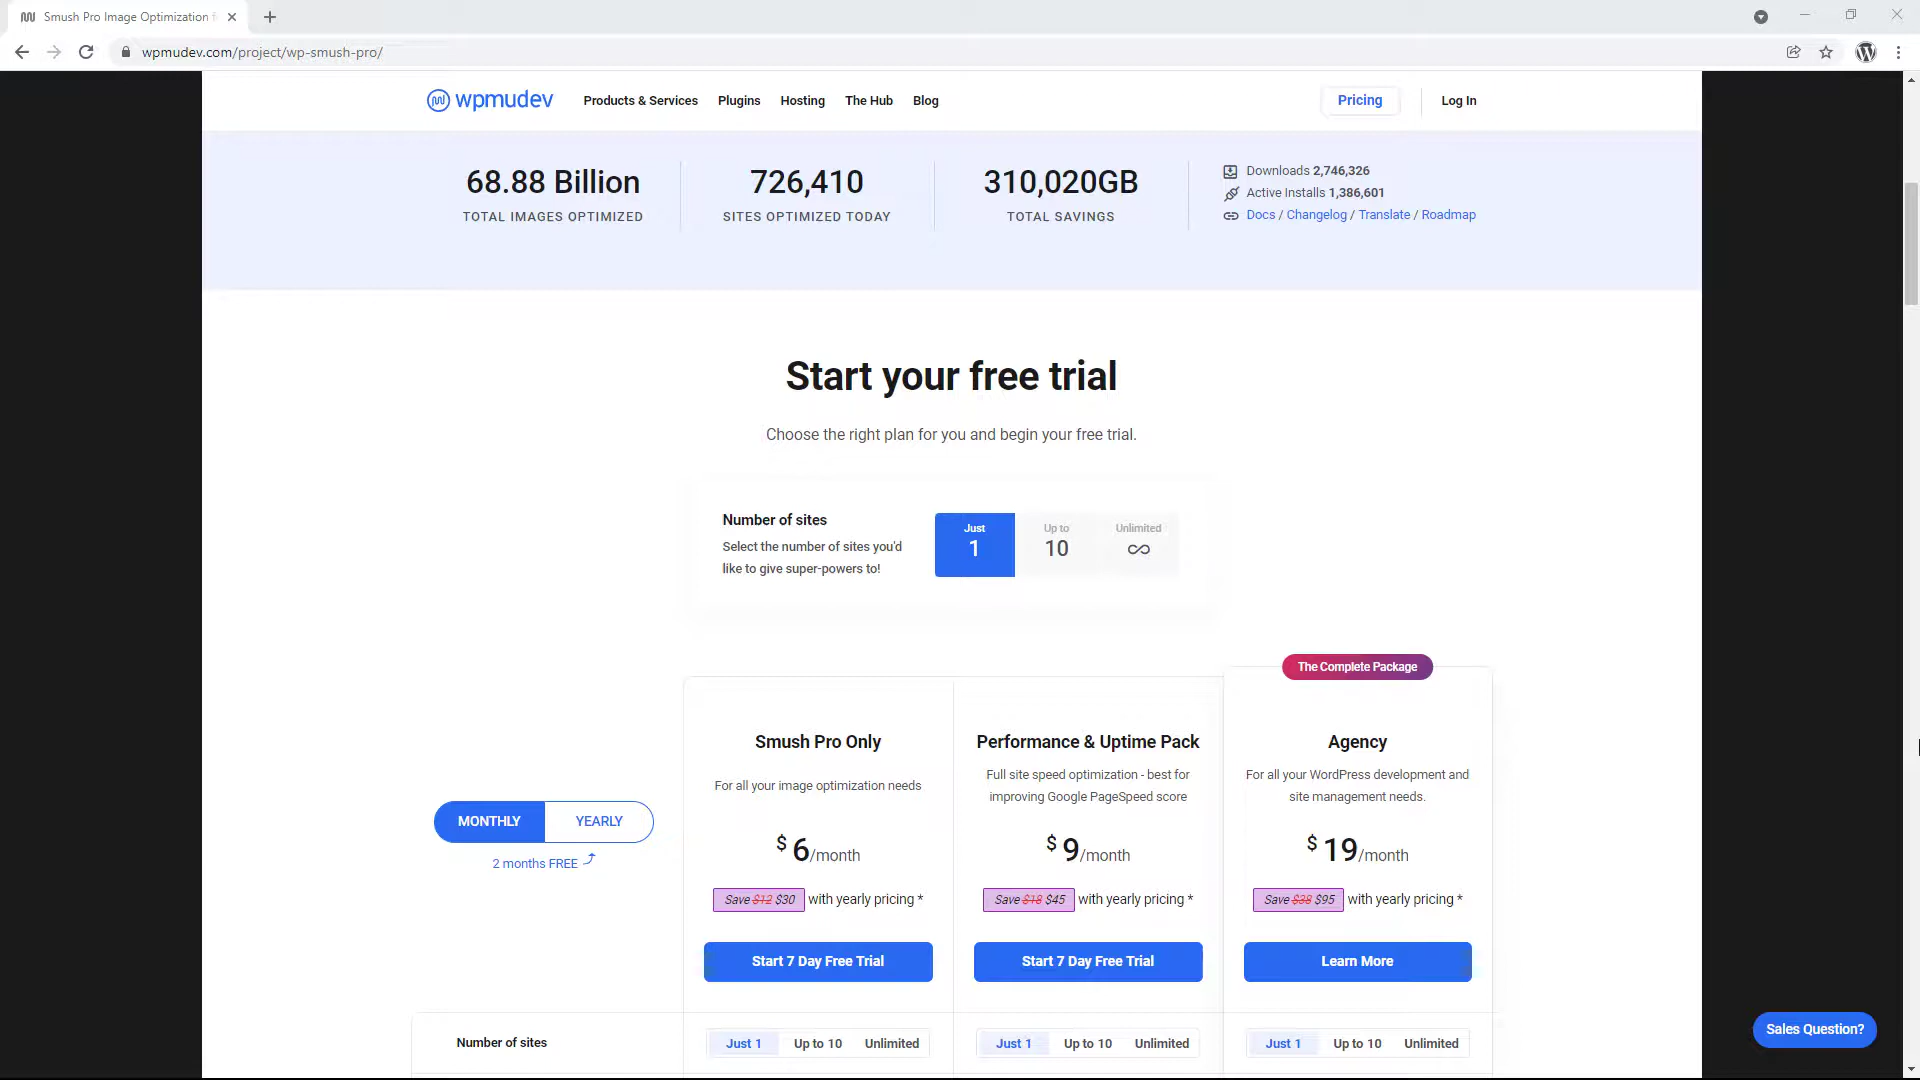 Smush Pro Image Optimization f
wpmudev.com/project/wp-smush-pro/
wpmudev
Products & Services
Plugins
Hosting
The Hub
Blog
Pricing
Log In
68.88 Billion
TOTAL IMAGES OPTIMIZED
726,410
SITES OPTIMIZED TODAY
310,020GB
TOTAL SAVINGS
Downloads 2,746,326
Active Installs 1,386,601
Docs / Changelog / Translate / Roadmap
Start your free trial
Choose the right plan for you and begin your free trial.
Number of sites
Select the number of sites you'd
like to give super-powers to!
Just
1
Up to
10
Unlimited
∞
The Complete Package
MONTHLY
YEARLY
2 months FREE
Smush Pro Only
For all your image optimization needs
$ 6/month
Save $12 $30 with yearly pricing *
Start 7 Day Free Trial
Performance & Uptime Pack
Full site speed optimization - best for
improving Google PageSpeed score
$ 9/month
Save $18 $45 with yearly pricing *
Start 7 Day Free Trial
Agency
For all your WordPress development and
site management needs.
$ 19/month
Save $38 $95 with yearly pricing *
Learn More
Number of sites
Just 1 Up to 10 Unlimited
Just 1 Up to 10 Unlimited
Just 1 Up to 10 Unlimited
Sales Question?